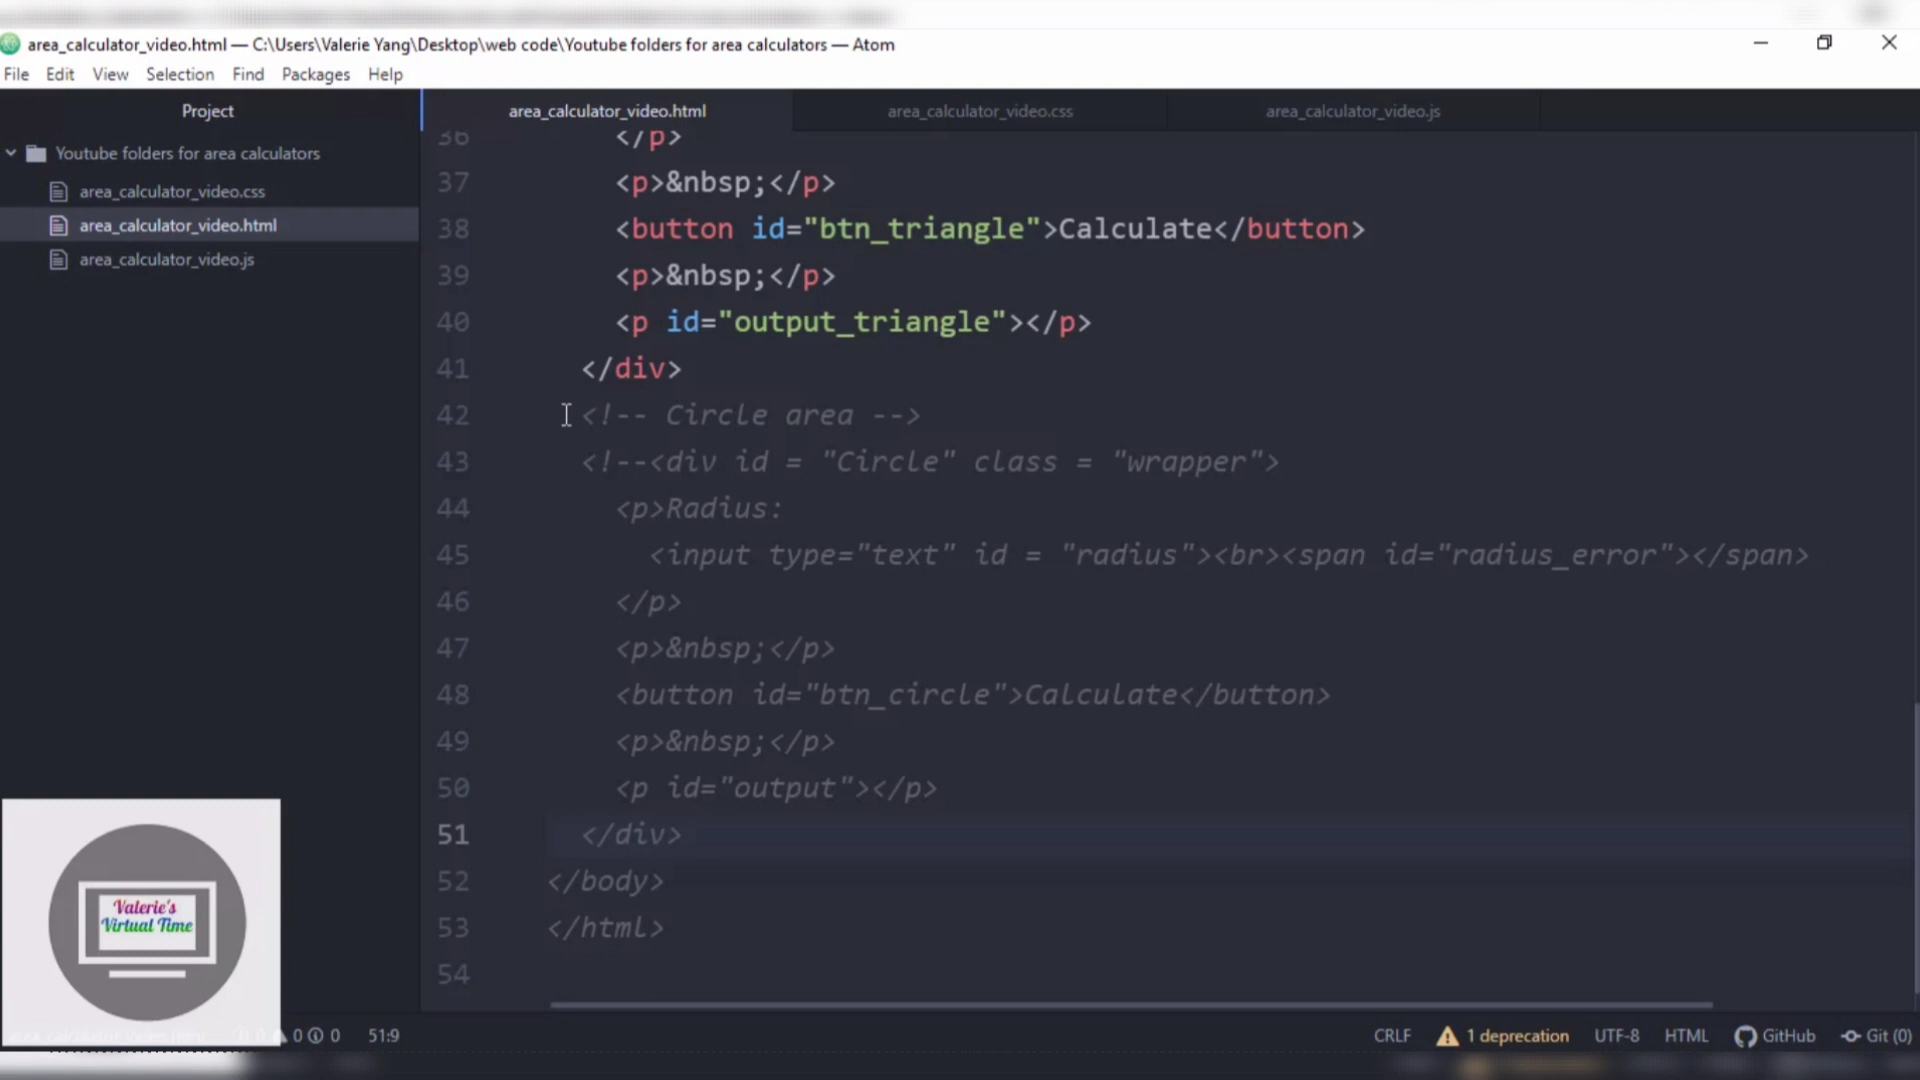 area_calculator_video.html — C:\Users\Valerie Yang\Desktop\web code\Youtube folders for area calculators — Atom
File Edit View Selection Find Packages Help
Project
Youtube folders for area calculators
area_calculator_video.css
area_calculator_video.html
area_calculator_video.js
area_calculator_video.html area_calculator_video.css area_calculator_video.js
36 </p>
37 <p>&nbsp;</p>
38 <button id="btn_triangle">Calculate</button>
39 <p>&nbsp;</p>
40 <p id="output_triangle"></p>
41 </div>
42 <!-- Circle area -->
43 <!--<div id = "Circle" class = "wrapper">
44 <p>Radius:
45 <input type="text" id = "radius"><br><span id="radius_error"></span>
46 </p>
47 <p>&nbsp;</p>
48 <button id="btn_circle">Calculate</button>
49 <p>&nbsp;</p>
50 <p id="output"></p>
51 </div>
52 </body>
53 </html>
54
Valerie's
Virtual Time
0 0 51:9 CRLF 1 deprecation UTF-8 HTML GitHub Git (0)